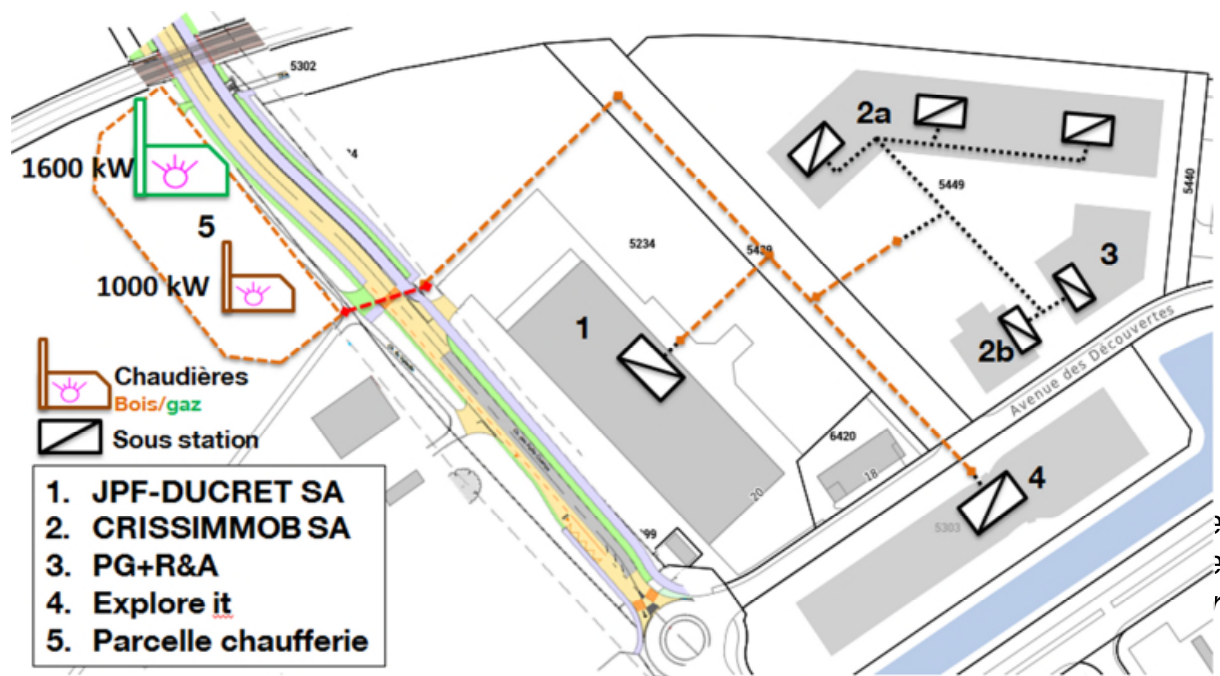 5302
1600 kW
2a
5449
5440
5
5234
5429
3
1000 kW
1
2b
Avenue des Découvertes
Chaudières
Bois/gaz
Sous station
6420
18
20
4
5303
1. JPF-DUCRET SA
2. CRISSIMMOB SA
3. PG+R&A
4. Explore it
5. Parcelle chaufferie